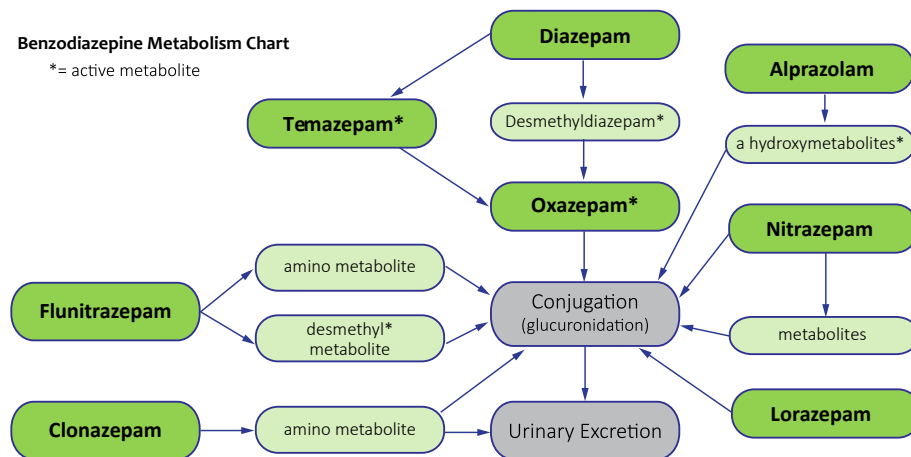 Benzodiazepine Metabolism Chart
*= active metabolite
Diazepam
Alprazolam
Temazepam*
Desmethyldiazepam*
a hydroxymetabolites*
Oxazepam*
Nitrazepam
amino metabolite
Flunitrazepam
Conjugation
(glucuronidation)
desmethyl*
metabolite
metabolites
Clonazepam
amino metabolite
Urinary Excretion
Lorazepam